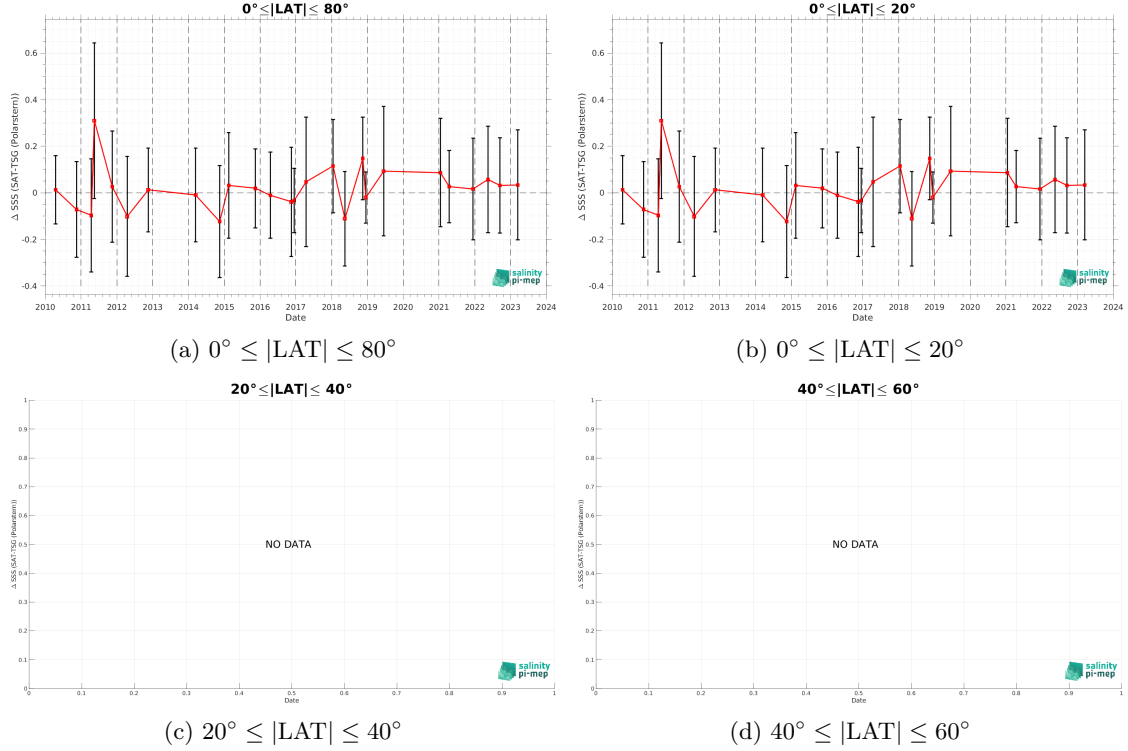 0°≤|LAT|≤ 80°
Δ SSS (SAT-TSG (Polarstern))
0.6
0.4
0.2
0
-0.2
-0.4
2010 2011 2012 2013 2014 2015 2016 2017 2018 2019 2020 2021 2022 2023 2024
Date
salinity
pi-mep
(a) 0° ≤ |LAT| ≤ 80°
0°≤|LAT|≤ 20°
Δ SSS (SAT-TSG (Polarstern))
0.6
0.4
0.2
0
-0.2
-0.4
2010 2011 2012 2013 2014 2015 2016 2017 2018 2019 2020 2021 2022 2023 2024
Date
salinity
pi-mep
(b) 0° ≤ |LAT| ≤ 20°
20°≤|LAT|≤ 40°
Δ SSS (SAT-TSG (Polarstern))
1
0.9
0.8
0.7
0.6
0.5
0.4
0.3
0.2
0.1
0
NO DATA
0 0.1 0.2 0.3 0.4 0.5 0.6 0.7 0.8 0.9 1
Date
salinity
pi-mep
(c) 20° ≤ |LAT| ≤ 40°
40°≤|LAT|≤ 60°
Δ SSS (SAT-TSG (Polarstern))
1
0.9
0.8
0.7
0.6
0.5
0.4
0.3
0.2
0.1
0
NO DATA
0 0.1 0.2 0.3 0.4 0.5 0.6 0.7 0.8 0.9 1
Date
salinity
pi-mep
(d) 40° ≤ |LAT| ≤ 60°